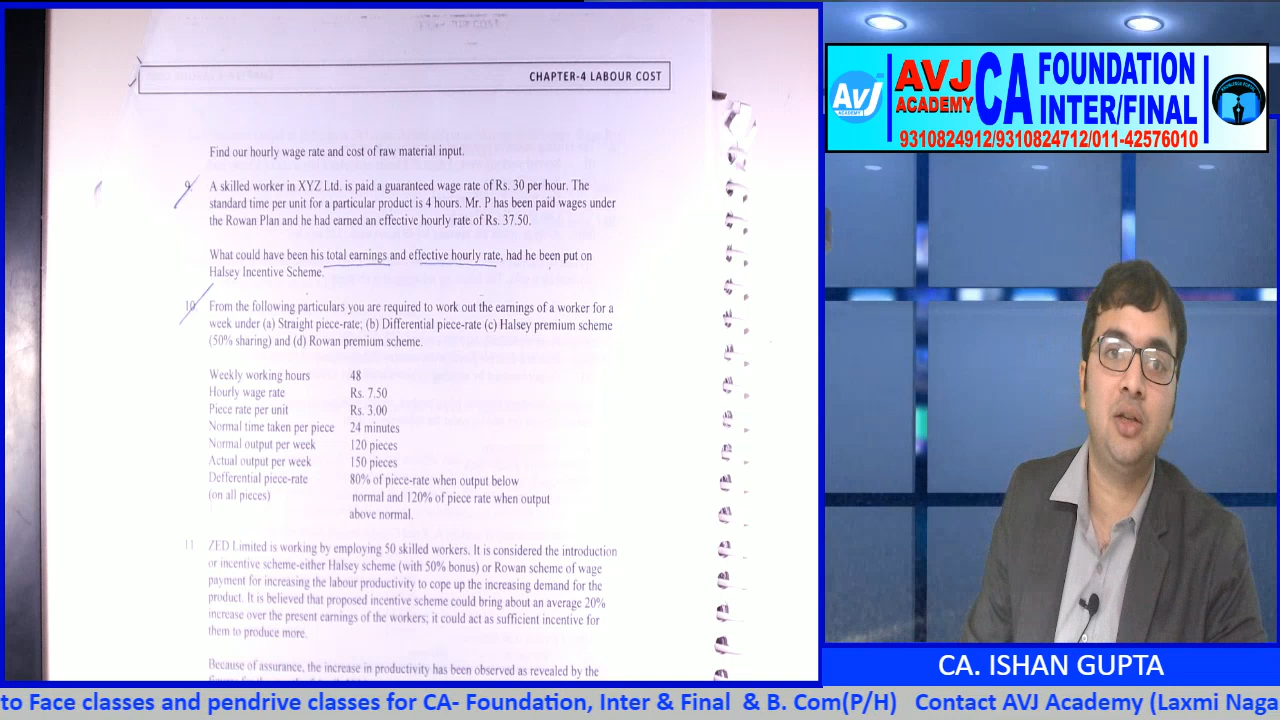 CHAPTER-4 LABOUR COST
Find our hourly wage rate and cost of raw material input.
9. A skilled worker in XYZ Ltd. is paid a guaranteed wage rate of Rs. 30 per hour. The
standard time per unit for a particular product is 4 hours. Mr. P has been paid wages under
the Rowan Plan and he had earned an effective hourly rate of Rs. 37.50.
What could have been his total earnings and effective hourly rate, had he been put on
Halsey Incentive Scheme.
10. From the following particulars you are required to work out the earnings of a worker for a
week under (a) Straight piece-rate; (b) Differential piece-rate (c) Halsey premium scheme
(50% sharing) and (d) Rowan premium scheme.
Weekly working hours 48
Hourly wage rate Rs. 7.50
Piece rate per unit Rs. 3.00
Normal time taken per piece 24 minutes
Normal output per week 120 pieces
Actual output per week 150 pieces
Defferential piece-rate 80% of piece-rate when output below
(on all pieces) normal and 120% of piece rate when output
above normal.
11 ZED Limited is working by employing 50 skilled workers. It is considered the introduction
or incentive scheme-either Halsey scheme (with 50% bonus) or Rowan scheme of wage
payment for increasing the labour productivity to cope up the increasing demand for the
product. It is believed that proposed incentive scheme could bring about an average 20%
increase over the present earnings of the workers; it could act as sufficient incentive for
them to produce more.
Because of assurance, the increase in productivity has been observed as revealed by the
AVJ
ACADEMY
AVJ
ACADEMY
CA
FOUNDATION
INTER/FINAL
9310824912/9310824712/011-42576010
CA. ISHAN GUPTA
to Face classes and pendrive classes for CA- Foundation, Inter & Final & B. Com(P/H) Contact AVJ Academy (Laxmi Naga